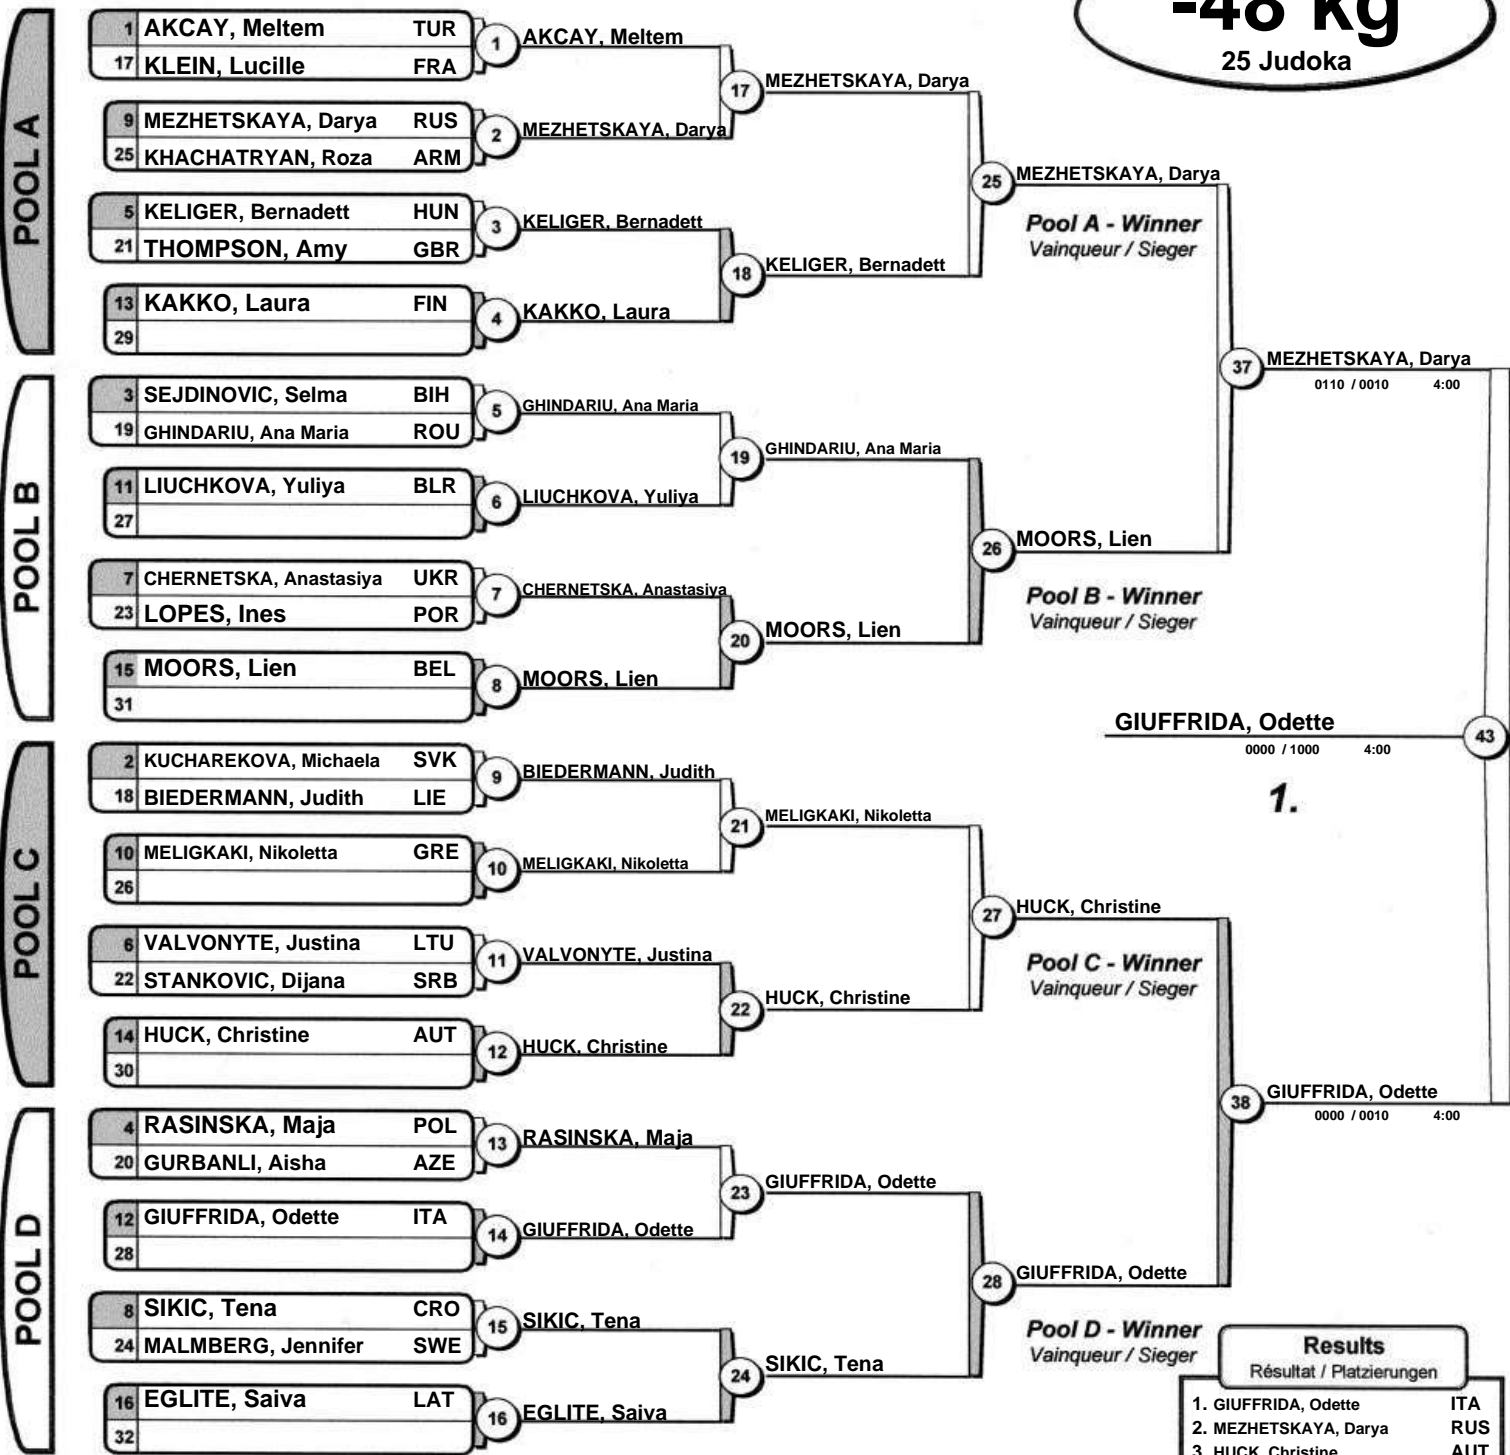 -48 kg
25 Judoka
POOL A
1 AKCAY, Meltem TUR
17 KLEIN, Lucille FRA
9 MEZHETSKAYA, Darya RUS
25 KHACHATRYAN, Roza ARM
5 KELIGER, Bernadett HUN
21 THOMPSON, Amy GBR
13 KAKKO, Laura FIN
29
1 AKCAY, Meltem
2 MEZHETSKAYA, Darya
3 KELIGER, Bernadett
4 KAKKO, Laura
17 MEZHETSKAYA, Darya
18 KELIGER, Bernadett
25 MEZHETSKAYA, Darya
Pool A - Winner
Vainqueur / Sieger
POOL B
3 SEJDINOVIC, Selma BIH
19 GHINDARIU, Ana Maria ROU
11 LIUCHKOVA, Yuliya BLR
27
7 CHERNETSKA, Anastasiya UKR
23 LOPES, Ines POR
15 MOORS, Lien BEL
31
5 GHINDARIU, Ana Maria
6 LIUCHKOVA, Yuliya
7 CHERNETSKA, Anastasiya
8 MOORS, Lien
19 GHINDARIU, Ana Maria
20 MOORS, Lien
26 MOORS, Lien
Pool B - Winner
Vainqueur / Sieger
37 MEZHETSKAYA, Darya
0110 / 0010 4:00
POOL C
2 KUCHAREKOVA, Michaela SVK
18 BIEDERMANN, Judith LIE
10 MELIGKAKI, Nikoletta GRE
26
6 VALVONYTE, Justina LTU
22 STANKOVIC, Dijana SRB
14 HUCK, Christine AUT
30
9 BIEDERMANN, Judith
10 MELIGKAKI, Nikoletta
11 VALVONYTE, Justina
12 HUCK, Christine
21 MELIGKAKI, Nikoletta
22 HUCK, Christine
27 HUCK, Christine
Pool C - Winner
Vainqueur / Sieger
POOL D
4 RASINSKA, Maja POL
20 GURBANLI, Aisha AZE
12 GIUFFRIDA, Odette ITA
28
8 SIKIC, Tena CRO
24 MALMBERG, Jennifer SWE
16 EGLITE, Saiva LAT
32
13 RASINSKA, Maja
14 GIUFFRIDA, Odette
15 SIKIC, Tena
16 EGLITE, Saiva
23 GIUFFRIDA, Odette
24 SIKIC, Tena
28 GIUFFRIDA, Odette
Pool D - Winner
Vainqueur / Sieger
38 GIUFFRIDA, Odette
0000 / 0010 4:00
GIUFFRIDA, Odette 43
0000 / 1000 4:00
1.
Results
Résultat / Platzierungen
1. GIUFFRIDA, Odette ITA
2. MEZHETSKAYA, Darya RUS
3. HUCK, Christine AUT